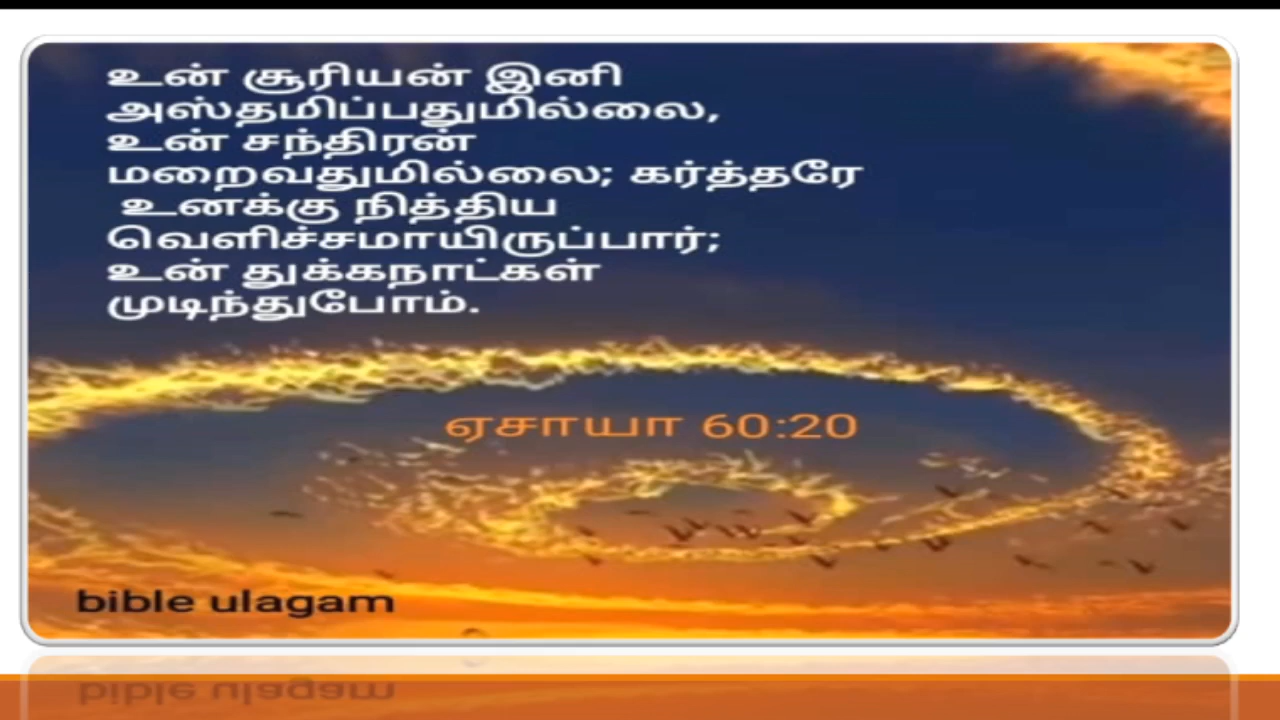 உன் சூரியன் இனி
அஸ்தமிப்பதுமில்லை,
உன் சந்திரன்
மறைவதுமில்லை; கர்த்தரே
உனக்கு நித்திய
வெளிச்சமாயிருப்பார்;
உன் துக்கநாட்கள்
முடிந்துபோம்.
ஏசாயா 60:20
bible ulagam